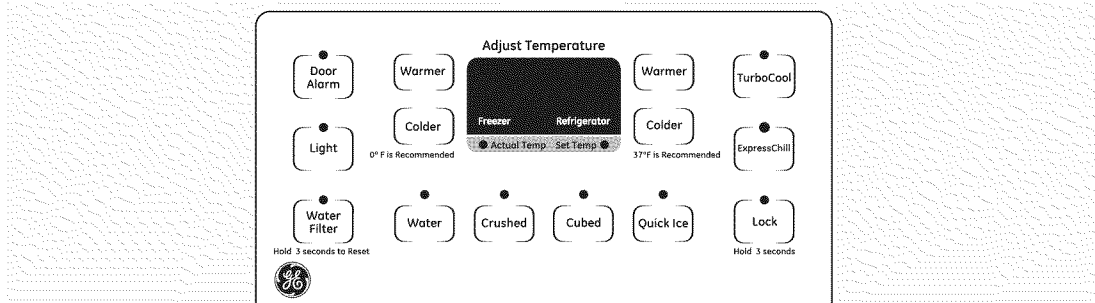 Adjust Temperature
Door
Alarm
Warmer
Warmer
TurboCool
Freezer
Refrigerator
Colder
Colder
Light
Actual Temp
Set Temp
ExpressChill
0° F is Recommended
37°F is Recommended
Water
Filter
Water
Crushed
Cubed
Quick Ice
Lock
Hold 3 seconds to Reset
Hold 3 seconds
GE